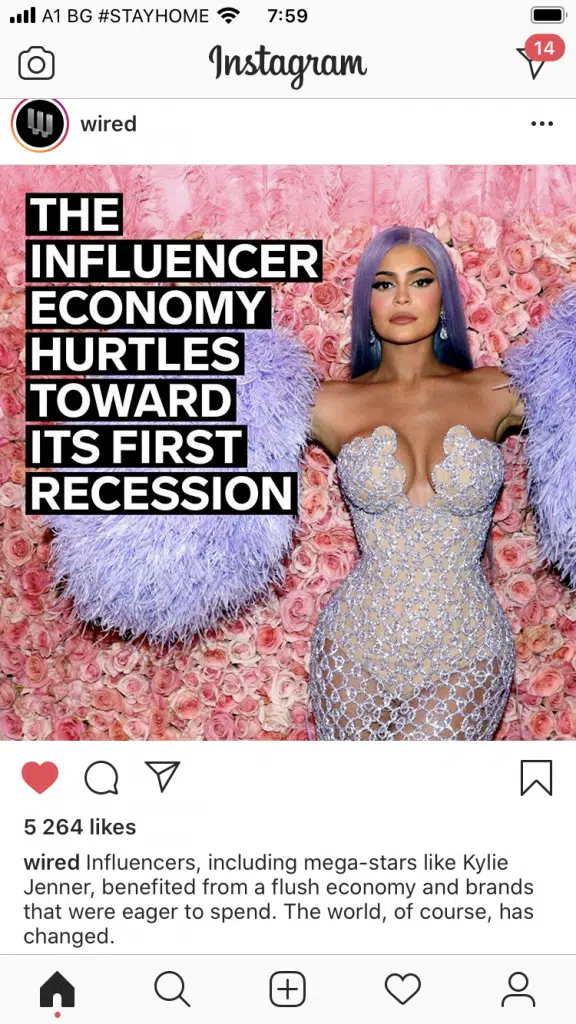 A1 BG #STAYHOME 7:59
Instagram
14
wired
THE
INFLUENCER
ECONOMY
HURTLES
TOWARD
ITS FIRST
RECESSION
5 264 likes
wired Influencers, including mega-stars like Kylie
Jenner, benefited from a flush economy and brands
that were eager to spend. The world, of course, has
changed.